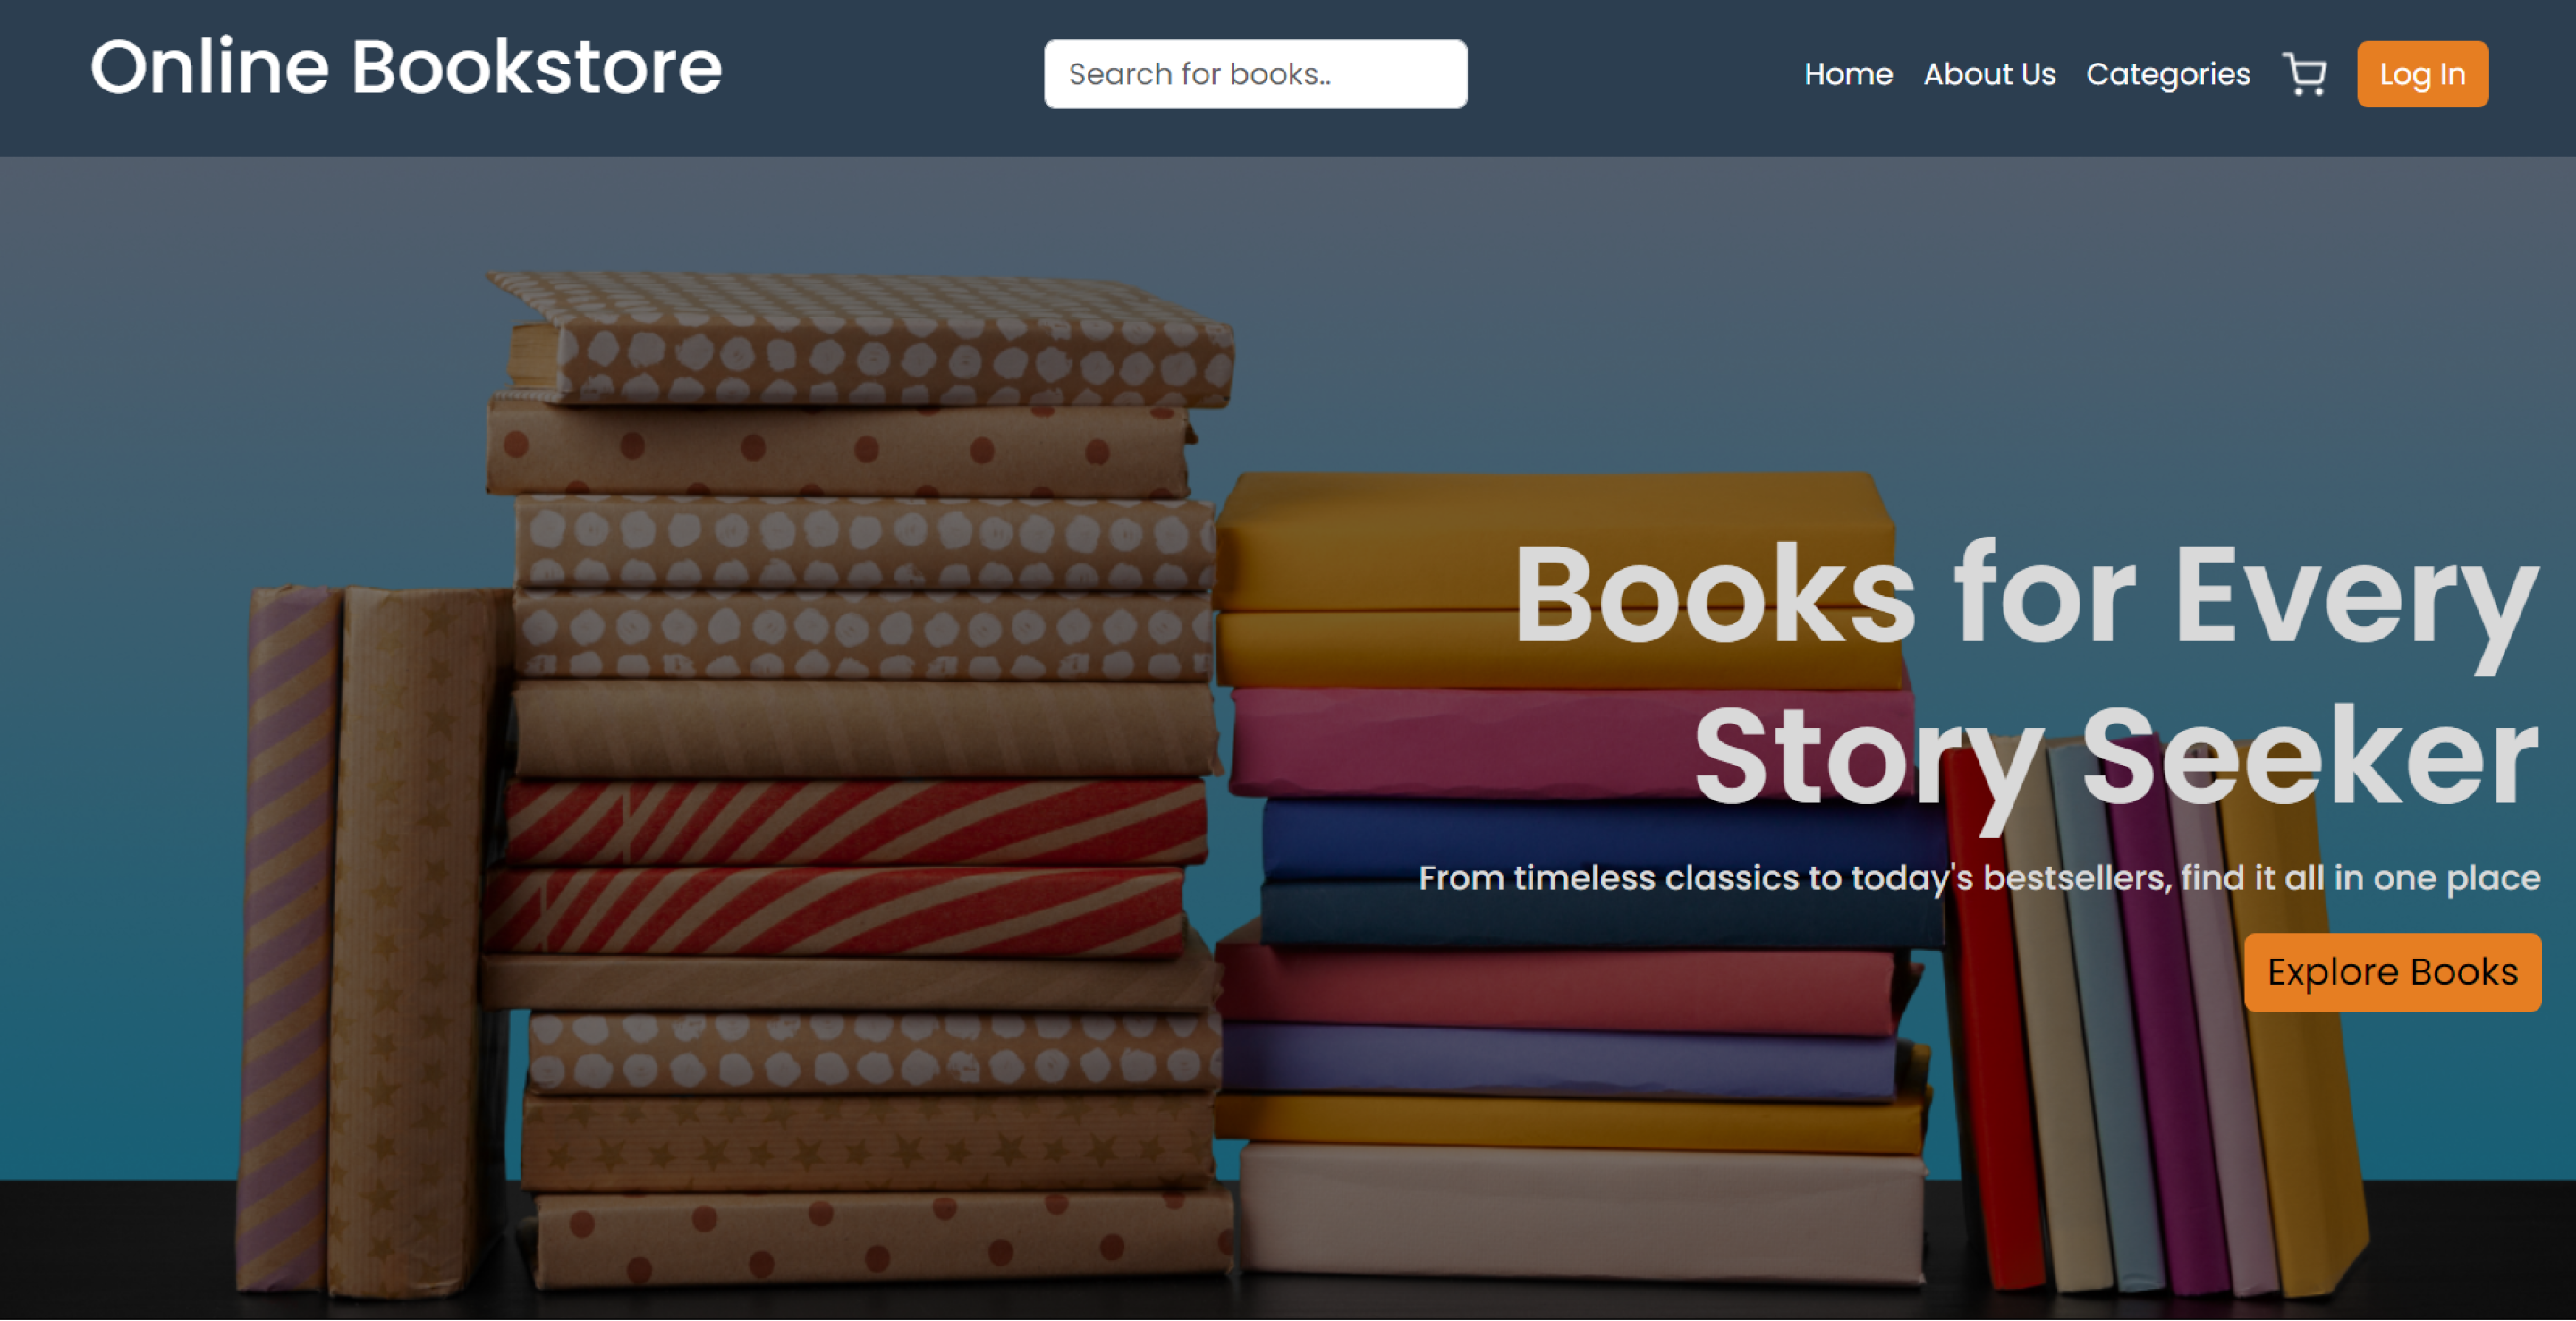 Online Bookstore
Search for books..
Home About Us Categories Log In
Books for Every
Story Seeker
From timeless classics to today's bestsellers, find it all in one place
Explore Books